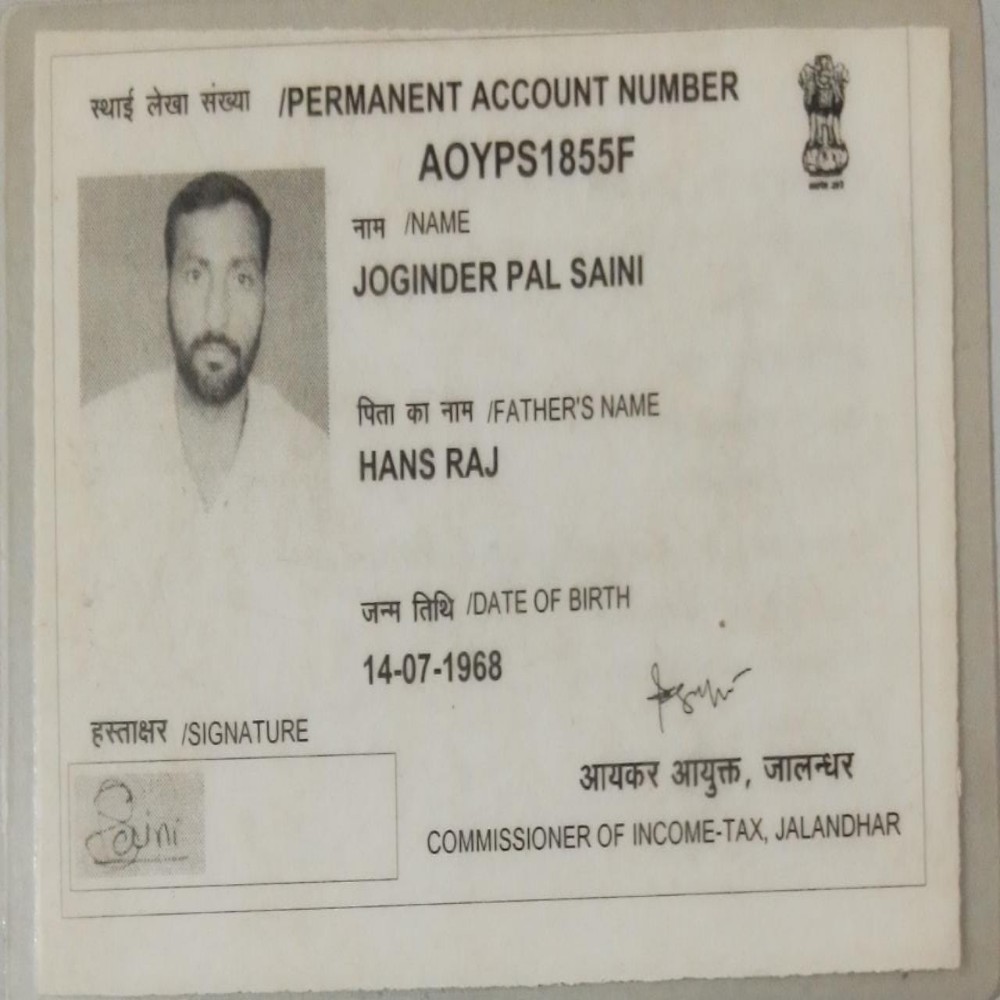 स्थाई लेखा संख्या /PERMANENT ACCOUNT NUMBER
AOYPS1855F
नाम /NAME
JOGINDER PAL SAINI
पिता का नाम /FATHER'S NAME
HANS RAJ
जन्म तिथि /DATE OF BIRTH
14-07-1968
हस्ताक्षर /SIGNATURE
Saini
आयकर आयुक्त, जालन्धर
COMMISSIONER OF INCOME-TAX, JALANDHAR